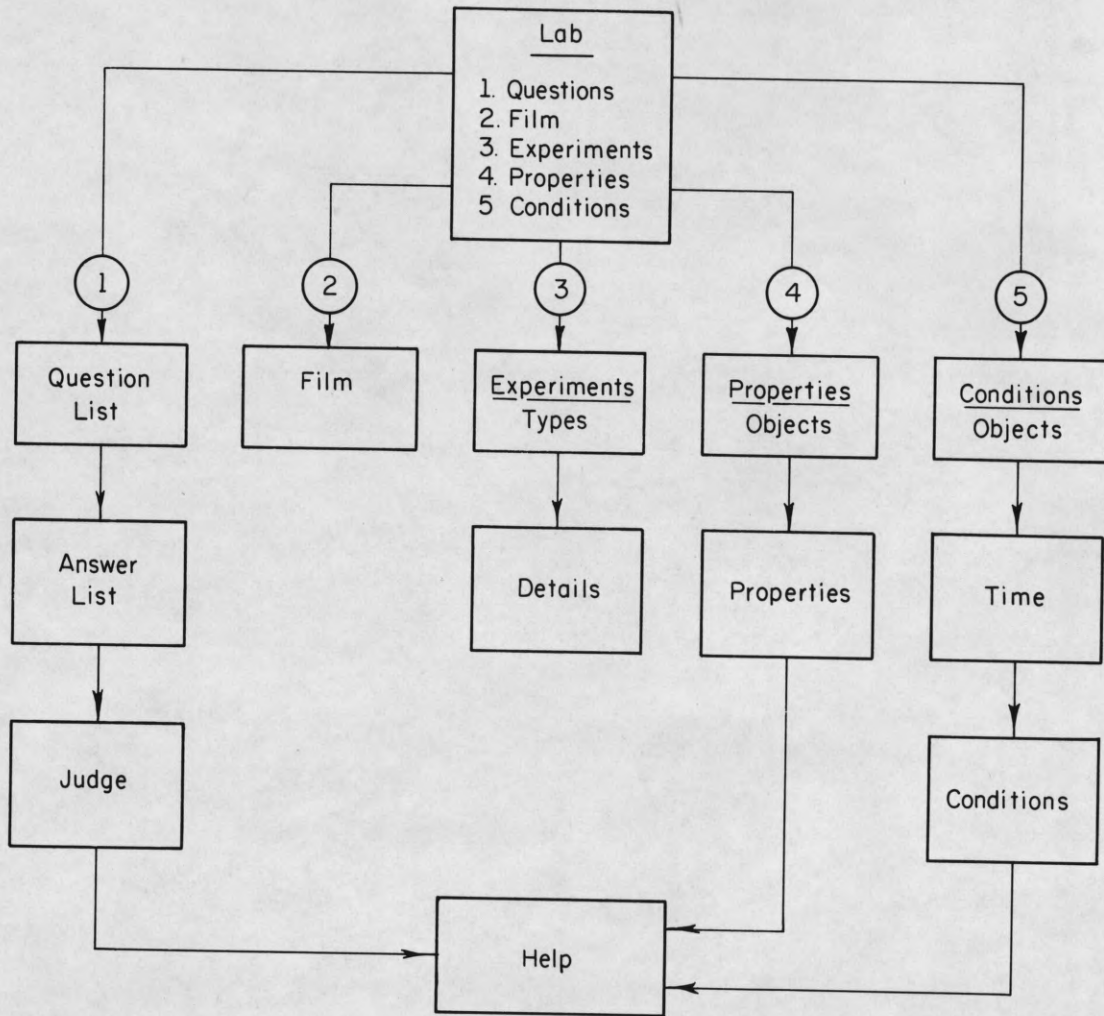 Lab
1. Questions
2. Film
3. Experiments
4. Properties
5 Conditions
1
2
3
4
5
Question
List
Film
Experiments
Types
Properties
Objects
Conditions
Objects
Answer
List
Details
Properties
Time
Judge
Conditions
Help